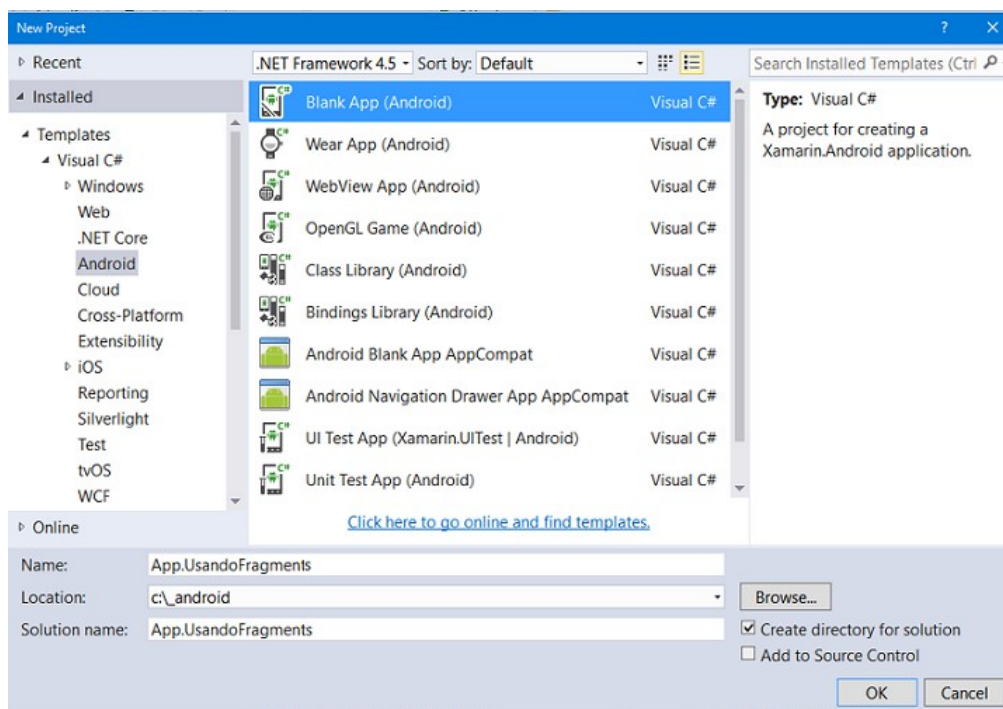 New Project
Recent
.NET Framework 4.5 Sort by: Default
Search Installed Templates (Ctrl
Installed
Templates
Visual C#
Windows
Web
.NET Core
Android
Cloud
Cross-Platform
Extensibility
iOS
Reporting
Silverlight
Test
tvOS
WCF
Online
Blank App (Android) Visual C#
Wear App (Android) Visual C#
WebView App (Android) Visual C#
OpenGL Game (Android) Visual C#
Class Library (Android) Visual C#
Bindings Library (Android) Visual C#
Android Blank App AppCompat Visual C#
Android Navigation Drawer App AppCompat Visual C#
UI Test App (Xamarin.UITest | Android) Visual C#
Unit Test App (Android) Visual C#
Click here to go online and find templates.
Type: Visual C#
A project for creating a
Xamarin.Android application.
Name: App.UsandoFragments
Location: c:\_android
Browse...
Solution name: App.UsandoFragments
Create directory for solution
Add to Source Control
OK Cancel